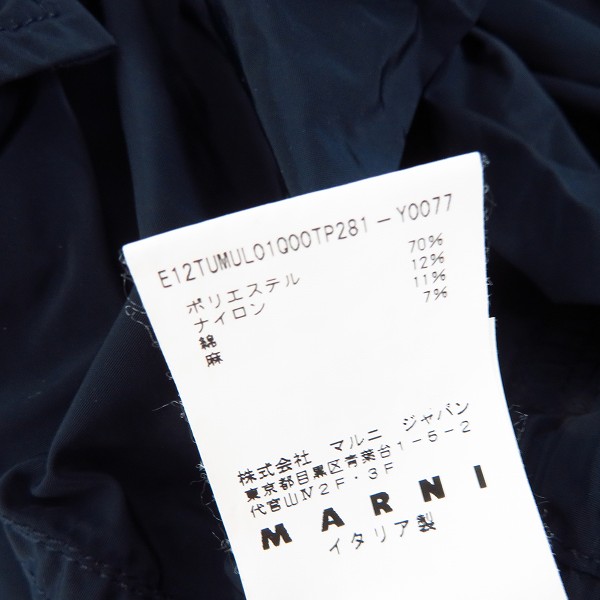 E12TUMUL01Q00TP281-Y0077
ポリエステル 70%
ナイロン 12%
綿 11%
麻 7%
株式会社 マルニ ジャパン
東京都目黒区青葉台1-5-2
代官山Ⅳ2F・3F
MARNI
イタリア製